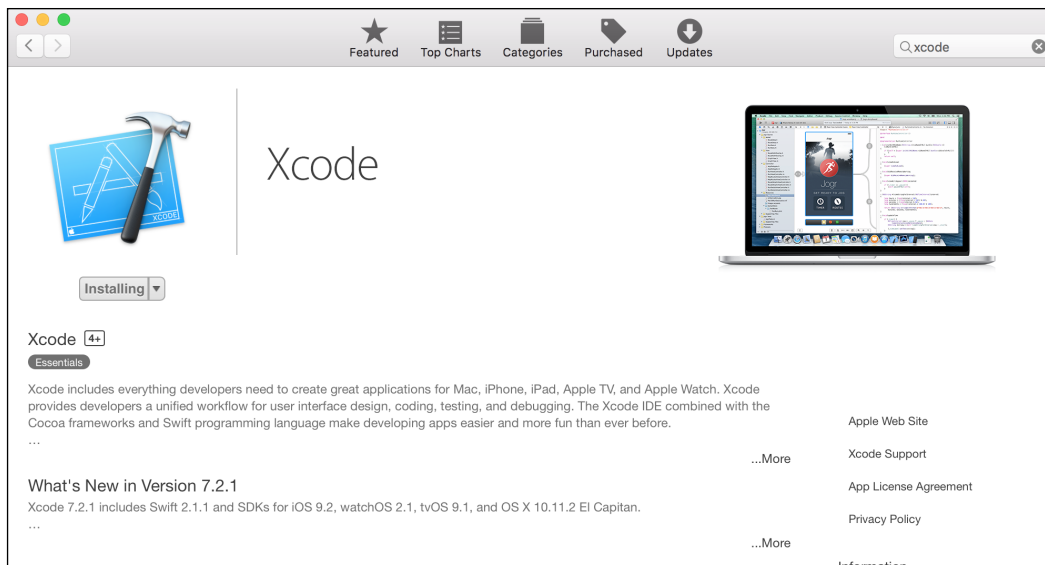 Featured
Top Charts
Categories
Purchased
Updates
xcode
XCODE
Xcode
Jogr
Installing
Xcode 4+
Essentials
Xcode includes everything developers need to create great applications for Mac, iPhone, iPad, Apple TV, and Apple Watch. Xcode
provides developers a unified workflow for user interface design, coding, testing, and debugging. The Xcode IDE combined with the
Cocoa frameworks and Swift programming language make developing apps easier and more fun than ever before.
…
...More
What's New in Version 7.2.1
Xcode 7.2.1 includes Swift 2.1.1 and SDKs for iOS 9.2, watchOS 2.1, tvOS 9.1, and OS X 10.11.2 El Capitan.
…
...More
Apple Web Site
Xcode Support
App License Agreement
Privacy Policy
Information